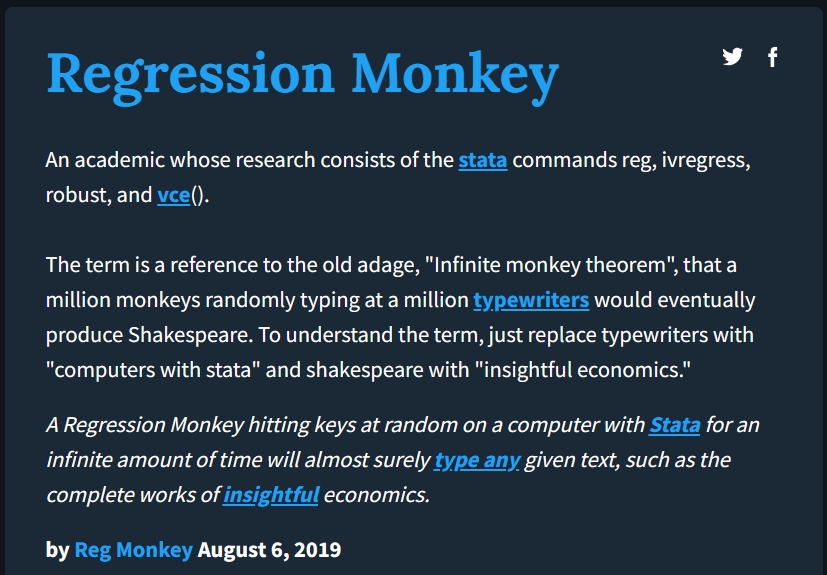 Regression Monkey
An academic whose research consists of the stata commands reg, ivregress,
robust, and vce().
The term is a reference to the old adage, "Infinite monkey theorem", that a
million monkeys randomly typing at a million typewriters would eventually
produce Shakespeare. To understand the term, just replace typewriters with
"computers with stata" and shakespeare with "insightful economics."
A Regression Monkey hitting keys at random on a computer with Stata for an
infinite amount of time will almost surely type any given text, such as the
complete works of insightful economics.
by Reg Monkey August 6, 2019